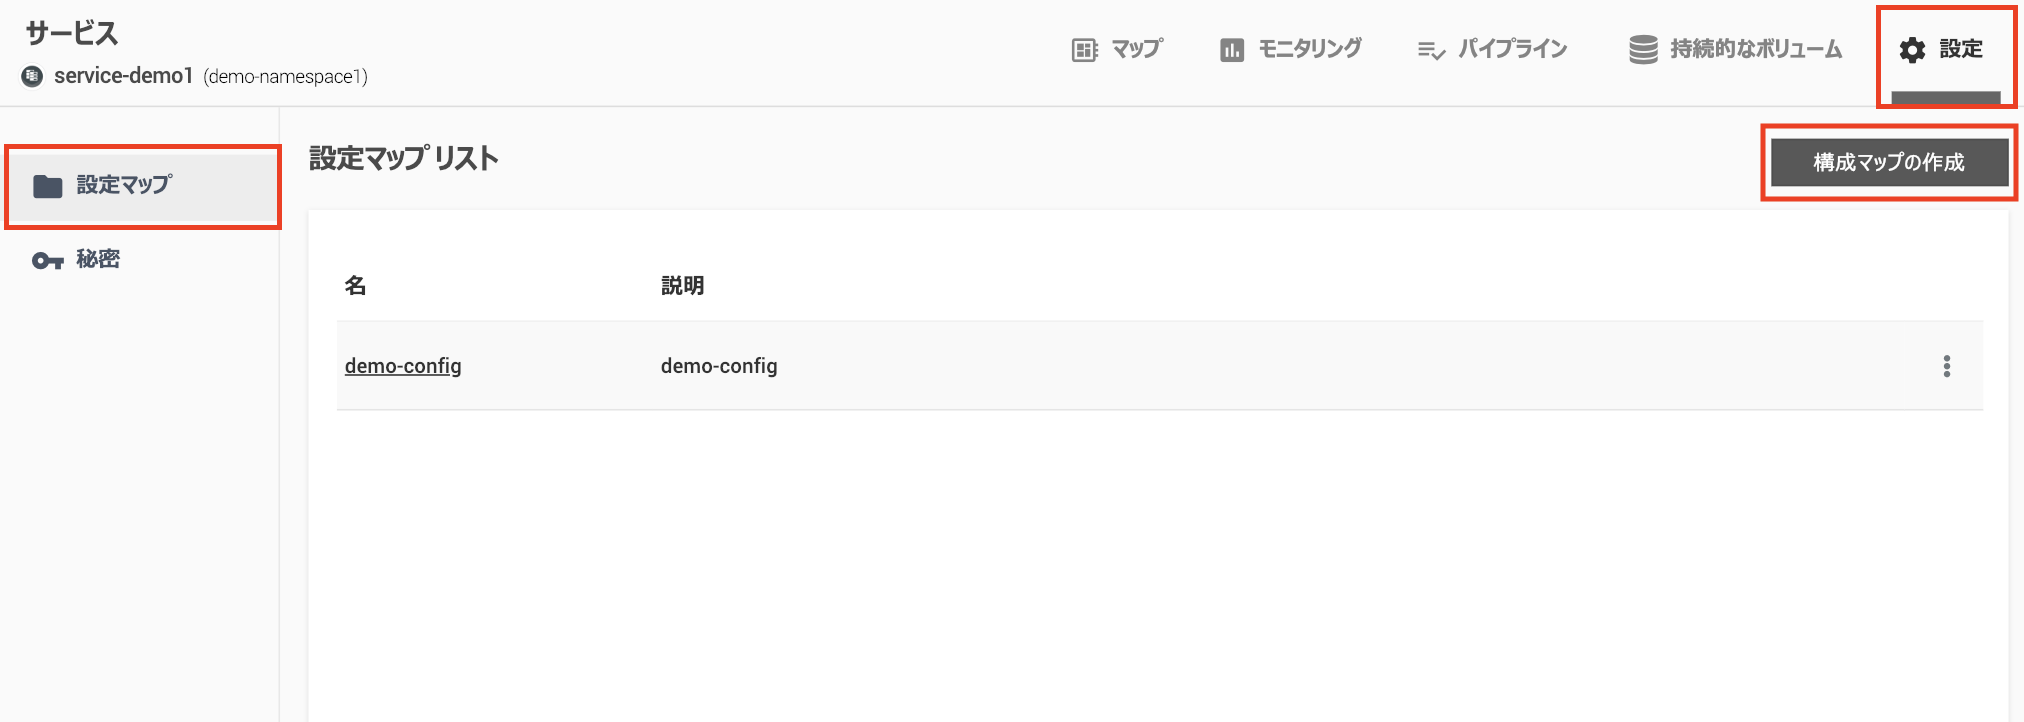 サービス
service-demo1 (demo-namespace1)
マップ
モニタリング
パイプライン
持続的なボリューム
設定
設定マップ
秘密
設定マップ リスト
構成マップの作成
名 説明
demo-config demo-config